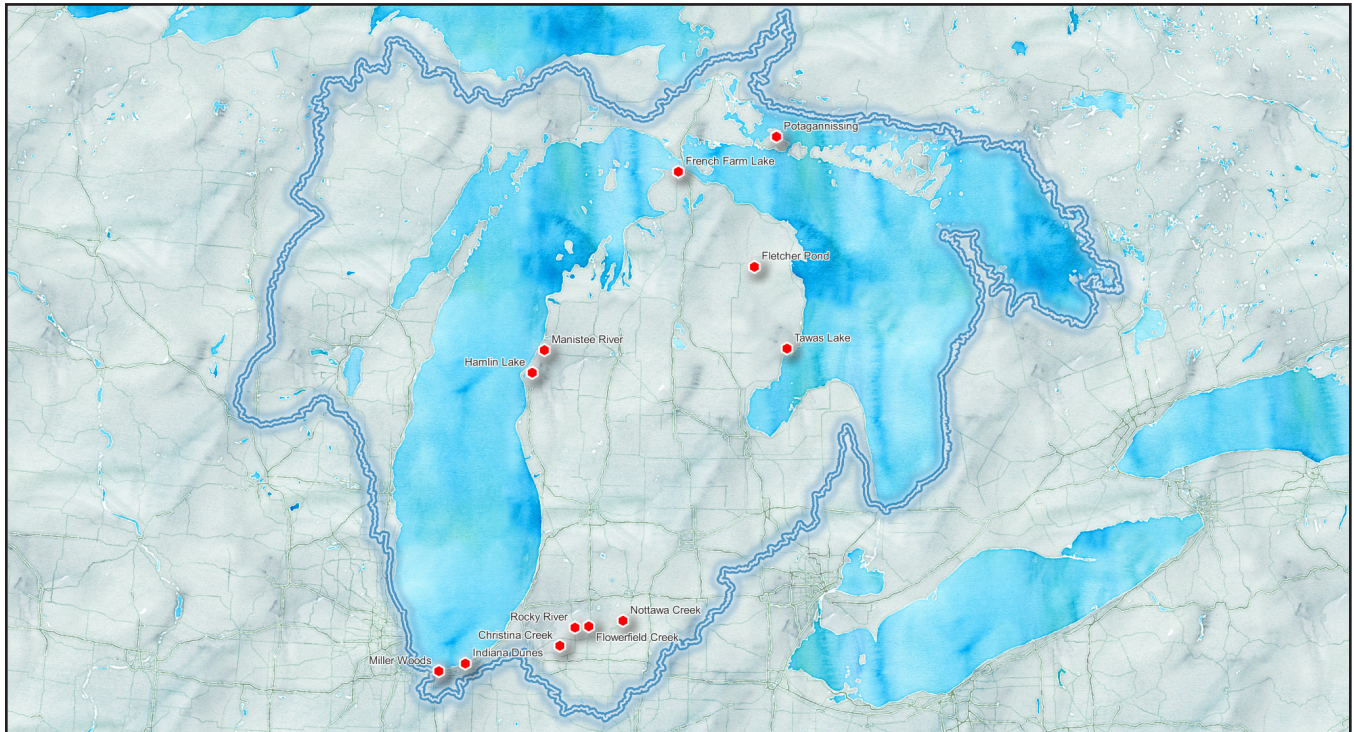 Potagannissing
French Farm Lake
Fletcher Pond
Manistee River
Tawas Lake
Hamlin Lake
Nottawa Creek
Rocky River
Christina Creek
Flowerfield Creek
Indiana Dunes
Miller Woods